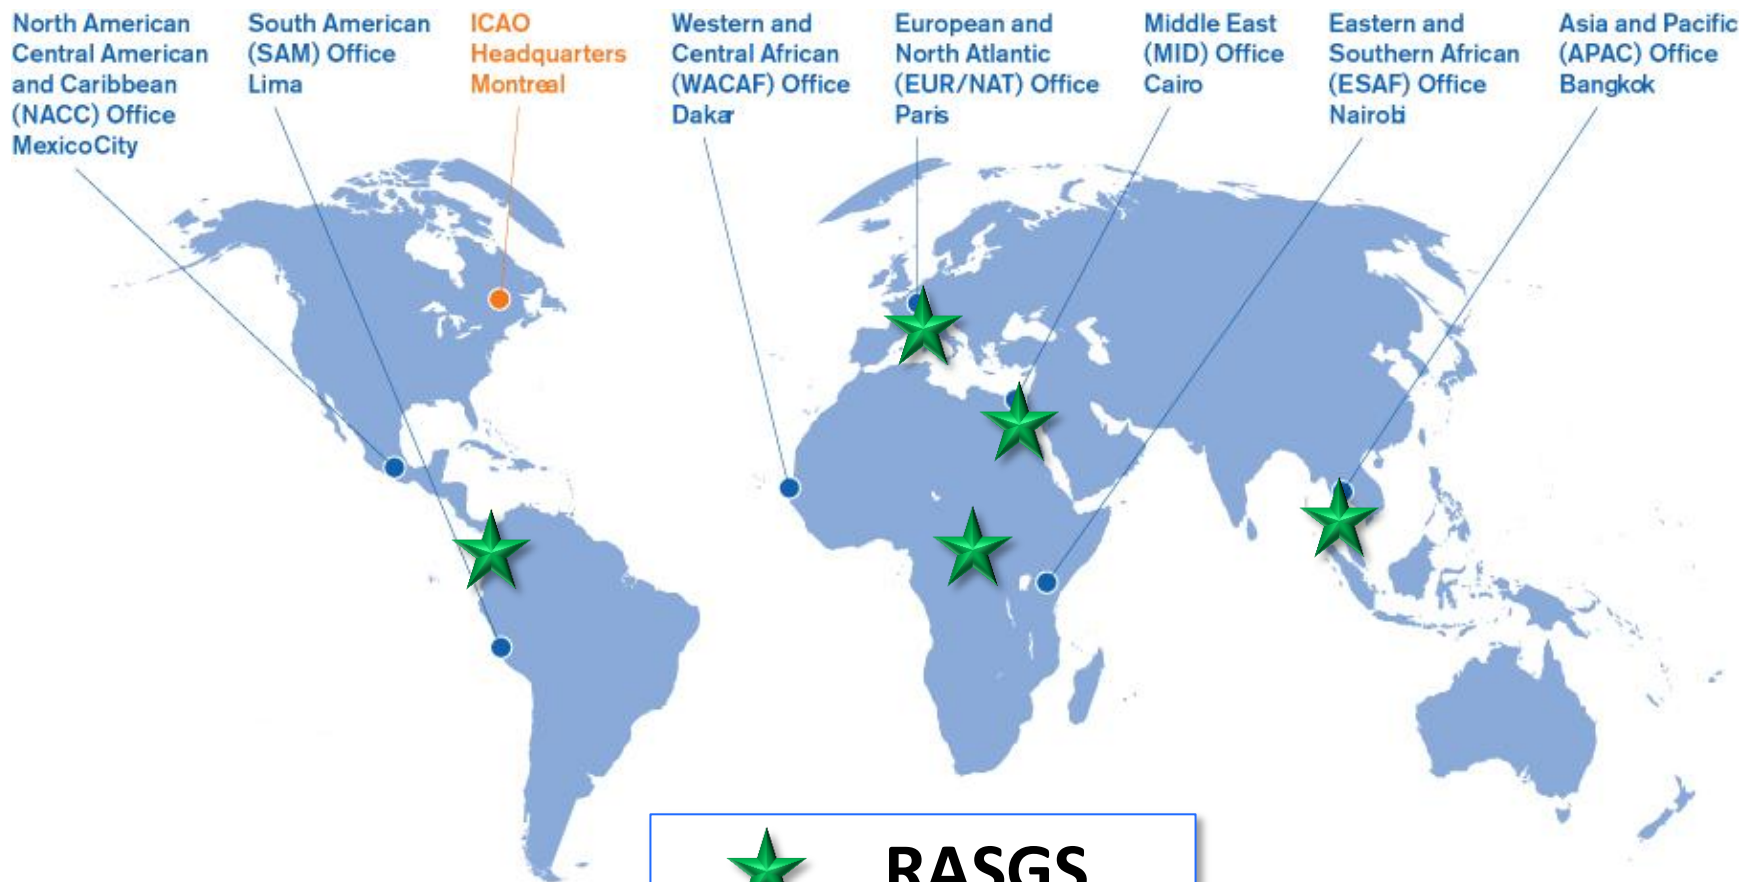 North American
Central American
and Caribbean
(NACC) Office
MexicoCity
South American
(SAM) Office
Lima
ICAO
Headquarters
Montreal
Western and
Central African
(WACAF) Office
Dakar
European and
North Atlantic
(EUR/NAT) Office
Paris
Middle East
(MID) Office
Cairo
Eastern and
Southern African
(ESAF) Office
Nairobi
Asia and Pacific
(APAC) Office
Bangkok
RASGS